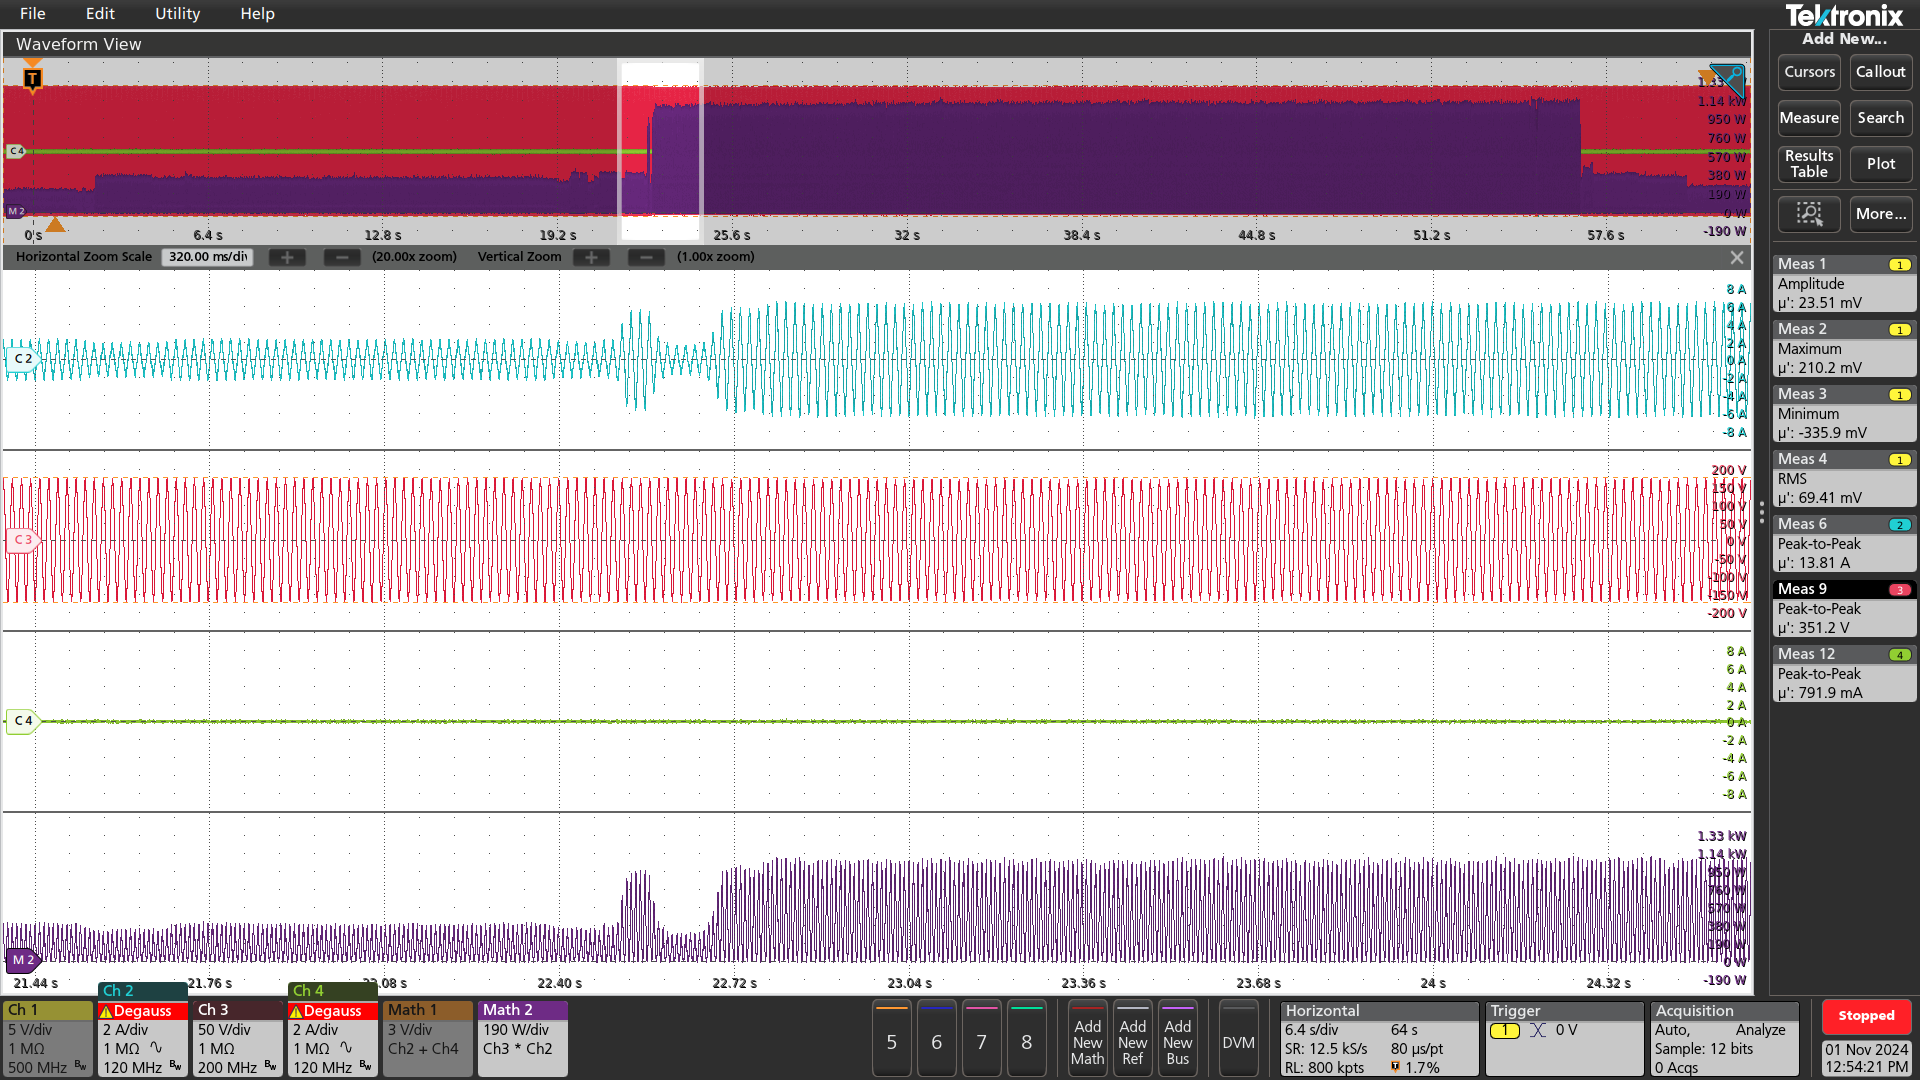 File Edit Utility Help
Tektronix
Waveform View
Add New...
T
Cursors Callout
Measure Search
Results Table Plot
More...
C 4
M 2
1.14 kW
950 W
760 W
570 W
380 W
190 W
0 W
-190 W
0 s 6.4 s 12.8 s 19.2 s 25.6 s 32 s 38.4 s 44.8 s 51.2 s 57.6 s
Horizontal Zoom Scale 320.00 ms/div + − (20.00x zoom) Vertical Zoom + − (1.00x zoom)
C 2
8 A
6 A
4 A
2 A
0 A
-2 A
-4 A
-6 A
-8 A
C 3
200 V
150 V
100 V
50 V
0 V
-50 V
-100 V
-150 V
-200 V
C 4
8 A
6 A
4 A
2 A
0 A
-2 A
-4 A
-6 A
-8 A
M 2
1.33 kW
1.14 kW
950 W
760 W
570 W
380 W
190 W
0 W
-190 W
21.44 s 21.76 s 22.08 s 22.40 s 22.72 s 23.04 s 23.36 s 23.68 s 24 s 24.32 s
Meas 1 1
Amplitude
µ': 23.51 mV
Meas 2 1
Maximum
µ': 210.2 mV
Meas 3 1
Minimum
µ': -335.9 mV
Meas 4 1
RMS
µ': 69.41 mV
Meas 6 2
Peak-to-Peak
µ': 13.81 A
Meas 9 3
Peak-to-Peak
µ': 351.2 V
Meas 12 4
Peak-to-Peak
µ': 791.9 mA
Ch 1
5 V/div
1 MΩ
500 MHz Bw
Ch 2
Degauss
2 A/div
1 MΩ
120 MHz Bw
Ch 3
50 V/div
1 MΩ
200 MHz Bw
Ch 4
Degauss
2 A/div
1 MΩ
120 MHz Bw
Math 1
3 V/div
Ch2 + Ch4
Math 2
190 W/div
Ch3 * Ch2
5 6 7 8
Add New Math
Add New Ref
Add New Bus
DVM
Horizontal
6.4 s/div 64 s
SR: 12.5 kS/s 80 µs/pt
RL: 800 kpts 1.7%
Trigger
1 0 V
Acquisition
Auto, Analyze
Sample: 12 bits
0 Acqs
Stopped
01 Nov 2024
12:54:21 PM